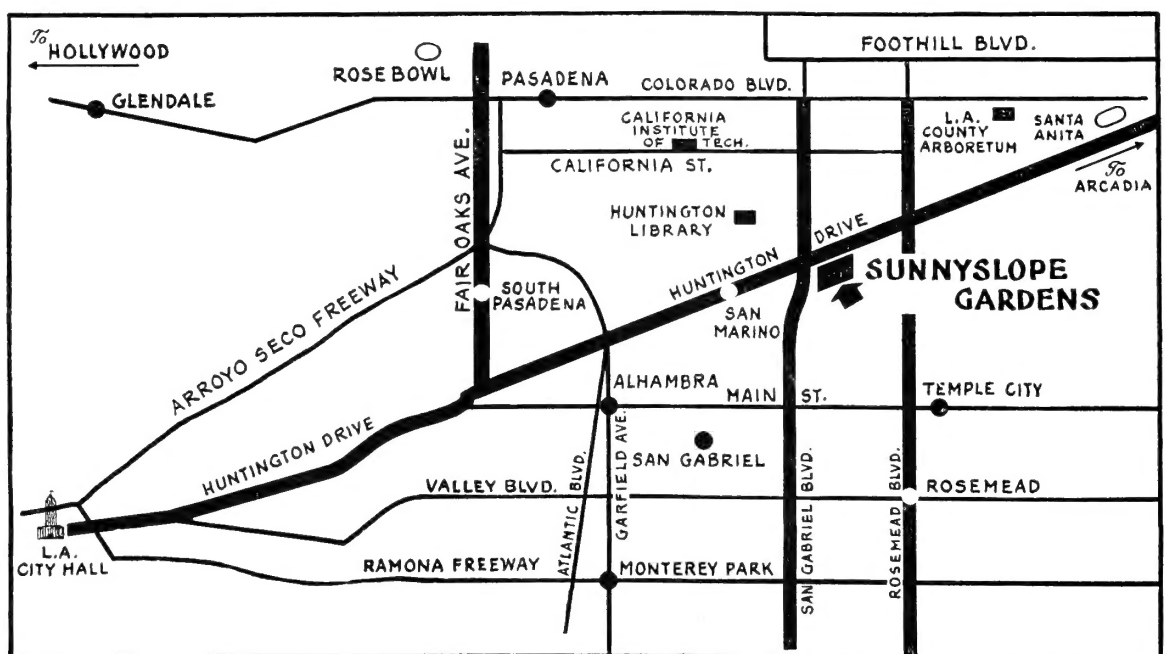 To
HOLLYWOOD
FOOTHILL BLVD.
ROSE BOWL
PASADENA
COLORADO BLVD.
GLENDALE
CALIFORNIA
INSTITUTE
OF TECH.
L.A.
COUNTY
ARBORETUM
SANTA
ANITA
CALIFORNIA ST.
To
ARCADIA
FAIR OAKS AVE.
HUNTINGTON
LIBRARY
HUNTINGTON DRIVE
SUNNYSLOPE
GARDENS
ARROYO SECO FREEWAY
SOUTH
PASADENA
SAN
MARINO
ALHAMBRA
MAIN ST.
TEMPLE CITY
HUNTINGTON DRIVE
SAN GABRIEL
GARFIELD AVE.
ATLANTIC BLVD.
SAN GABRIEL BLVD.
ROSEMEAD BLVD.
VALLEY BLVD.
ROSEMEAD
L.A.
CITY HALL
RAMONA FREEWAY
MONTEREY PARK